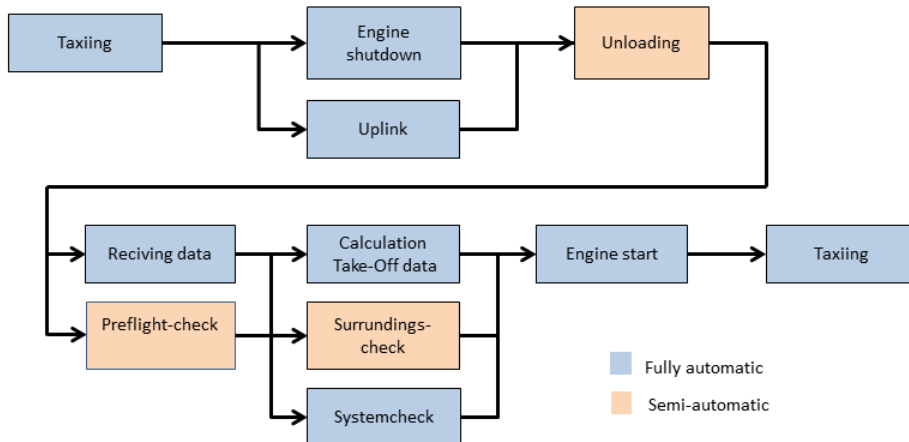 Taxiing
Engine
shutdown
Unloading
Uplink
Reciving data
Calculation
Take-Off data
Engine start
Taxiing
Preflight-check
Surrundings-
check
Systemcheck
Fully automatic
Semi-automatic